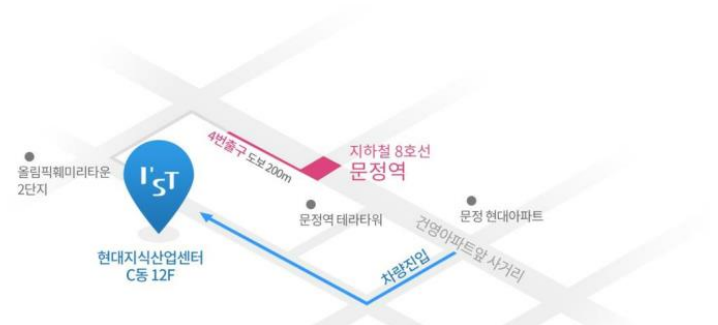 지하철 8호선
문정역
4번출구 도보 200m
올림픽훼미리타운
2단지
I'ST
문정역 테라타워
문정 현대아파트
건영아파트앞 사거리
차량진입
현대지식산업센터
C동 12F